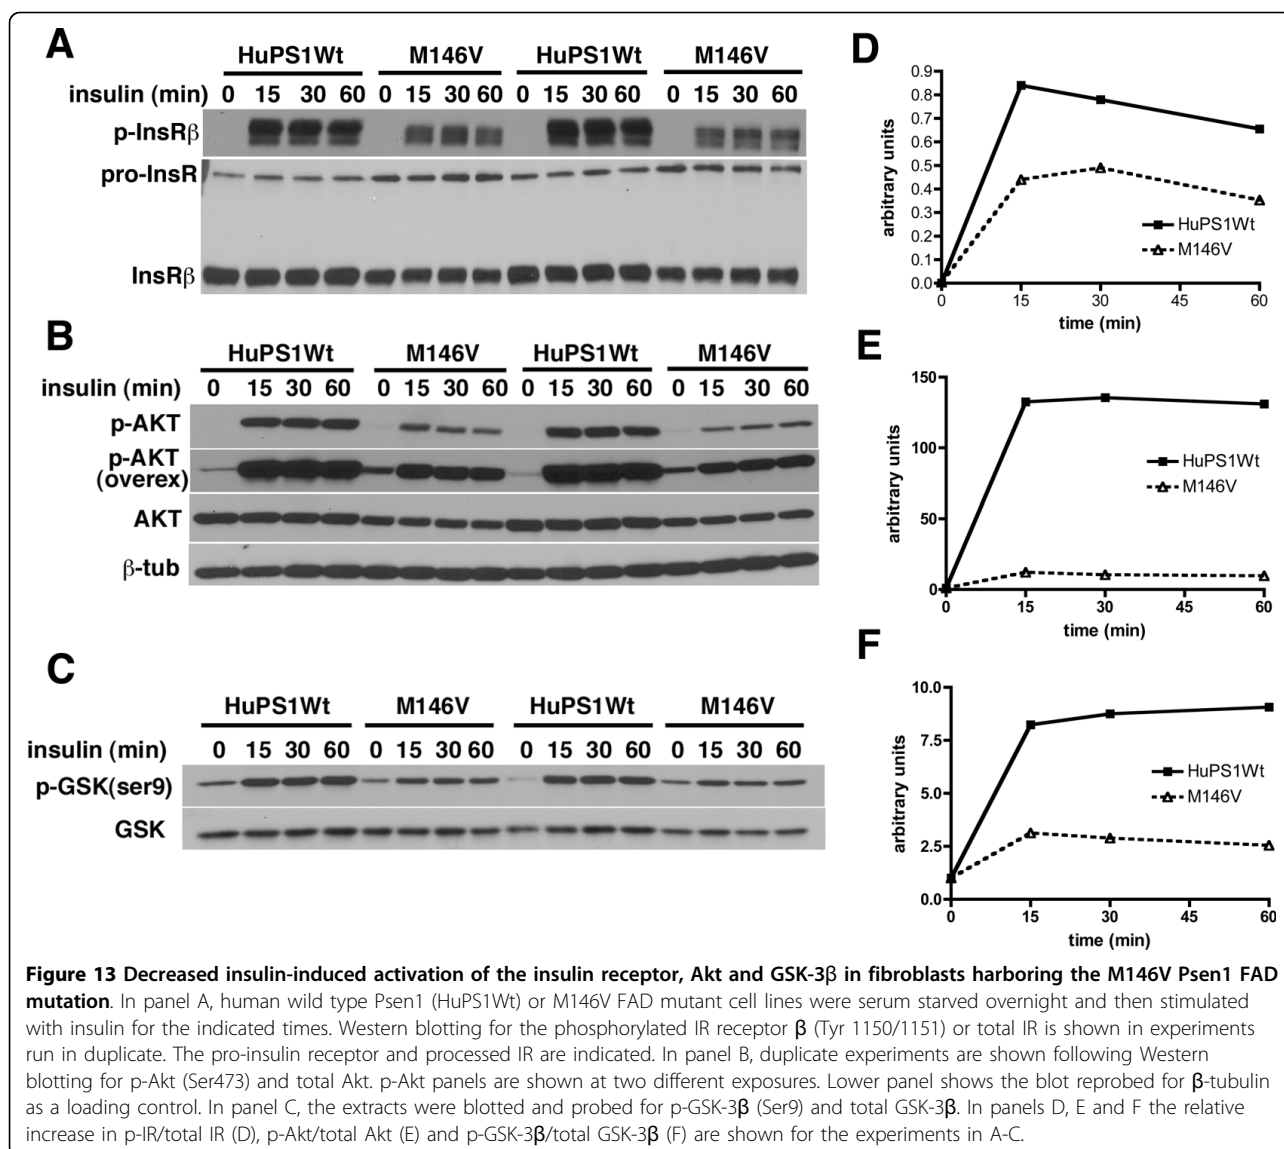 A
HuPS1Wt M146V HuPS1Wt M146V
insulin (min) 0 15 30 60 0 15 30 60 0 15 30 60 0 15 30 60
p-InsRβ
pro-InsR
InsRβ
B
HuPS1Wt M146V HuPS1Wt M146V
insulin (min) 0 15 30 60 0 15 30 60 0 15 30 60 0 15 30 60
p-AKT
p-AKT
(overex)
AKT
β-tub
C
HuPS1Wt M146V HuPS1Wt M146V
insulin (min) 0 15 30 60 0 15 30 60 0 15 30 60 0 15 30 60
p-GSK(ser9)
GSK
D
arbitrary units
0.9
0.8
0.7
0.6
0.5
0.4
0.3
0.2
0.1
0.0
HuPS1Wt
M146V
0 15 30 45 60
time (min)
E
arbitrary units
150
100
50
0
HuPS1Wt
M146V
0 15 30 45 60
time (min)
F
arbitrary units
10.0
7.5
5.0
2.5
0.0
HuPS1Wt
M146V
0 15 30 45 60
time (min)
Figure 13 Decreased insulin-induced activation of the insulin receptor, Akt and GSK-3β in fibroblasts harboring the M146V Psen1 FAD
mutation. In panel A, human wild type Psen1 (HuPS1Wt) or M146V FAD mutant cell lines were serum starved overnight and then stimulated
with insulin for the indicated times. Western blotting for the phosphorylated IR receptor β (Tyr 1150/1151) or total IR is shown in experiments
run in duplicate. The pro-insulin receptor and processed IR are indicated. In panel B, duplicate experiments are shown following Western
blotting for p-Akt (Ser473) and total Akt. p-Akt panels are shown at two different exposures. Lower panel shows the blot reprobed for β-tubulin
as a loading control. In panel C, the extracts were blotted and probed for p-GSK-3β (Ser9) and total GSK-3β. In panels D, E and F the relative
increase in p-IR/total IR (D), p-Akt/total Akt (E) and p-GSK-3β/total GSK-3β (F) are shown for the experiments in A-C.